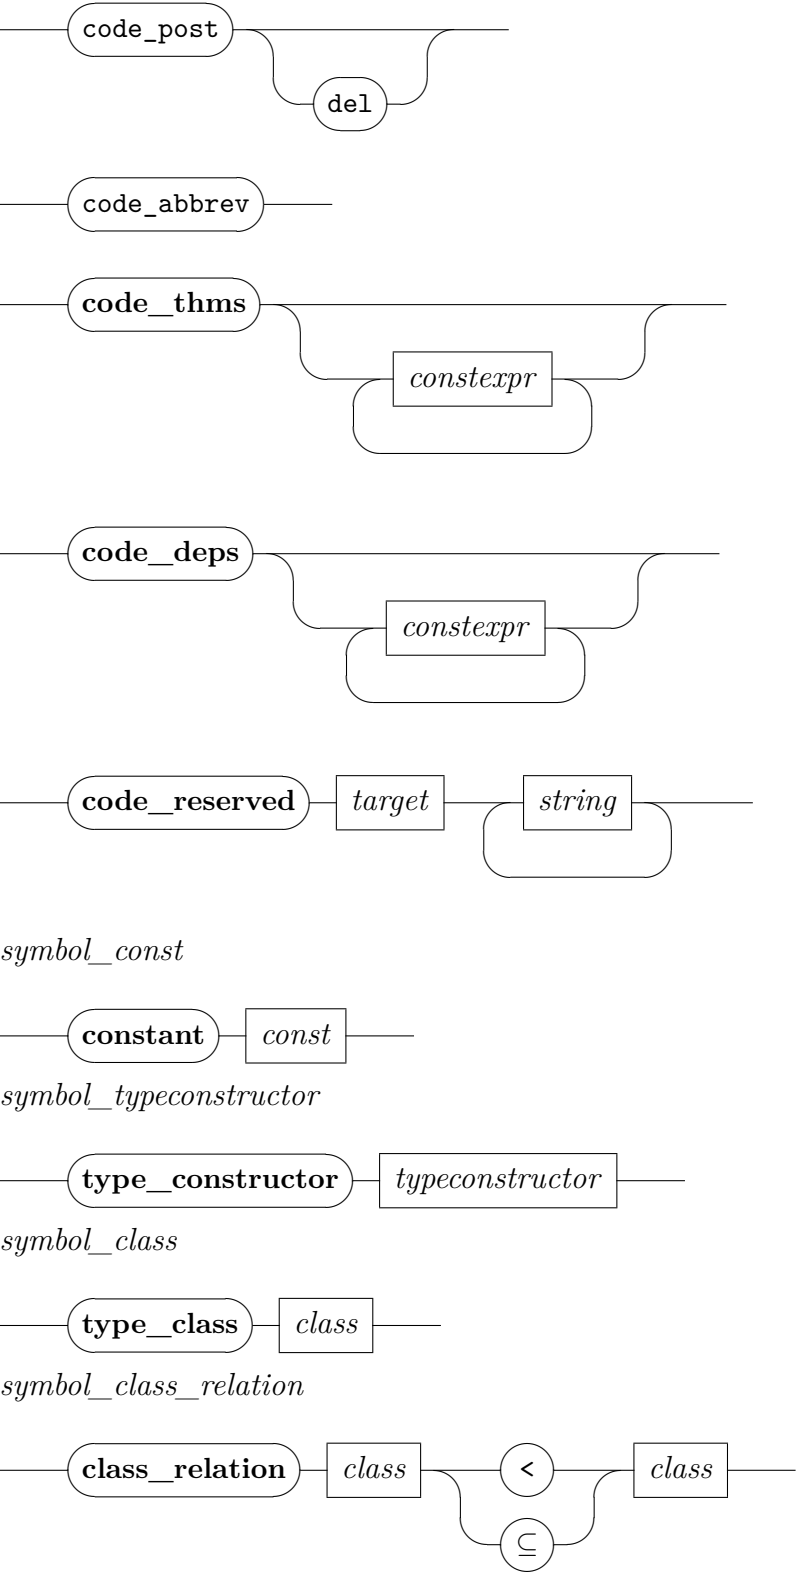 code_post
del
code_abbrev
code_thms
constexpr
code_deps
constexpr
code_reserved target string
symbol_const
constant const
symbol_typeconstructor
type_constructor typeconstructor
symbol_class
type_class class
symbol_class_relation
class_relation class < class
⊆